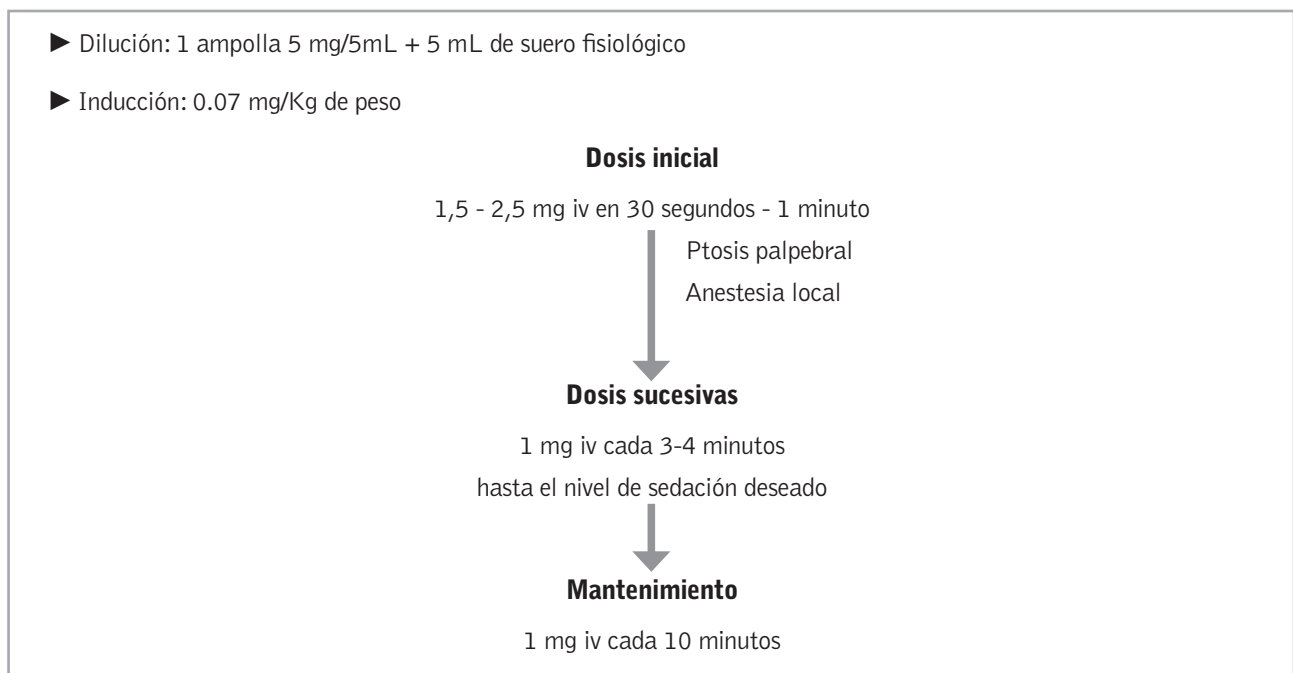 ► Dilución: 1 ampolla 5 mg/5mL + 5 mL de suero fisiológico
► Inducción: 0.07 mg/Kg de peso
Dosis inicial
1,5 - 2,5 mg iv en 30 segundos - 1 minuto
Ptosis palpebral
Anestesia local
Dosis sucesivas
1 mg iv cada 3-4 minutos
hasta el nivel de sedación deseado
Mantenimiento
1 mg iv cada 10 minutos